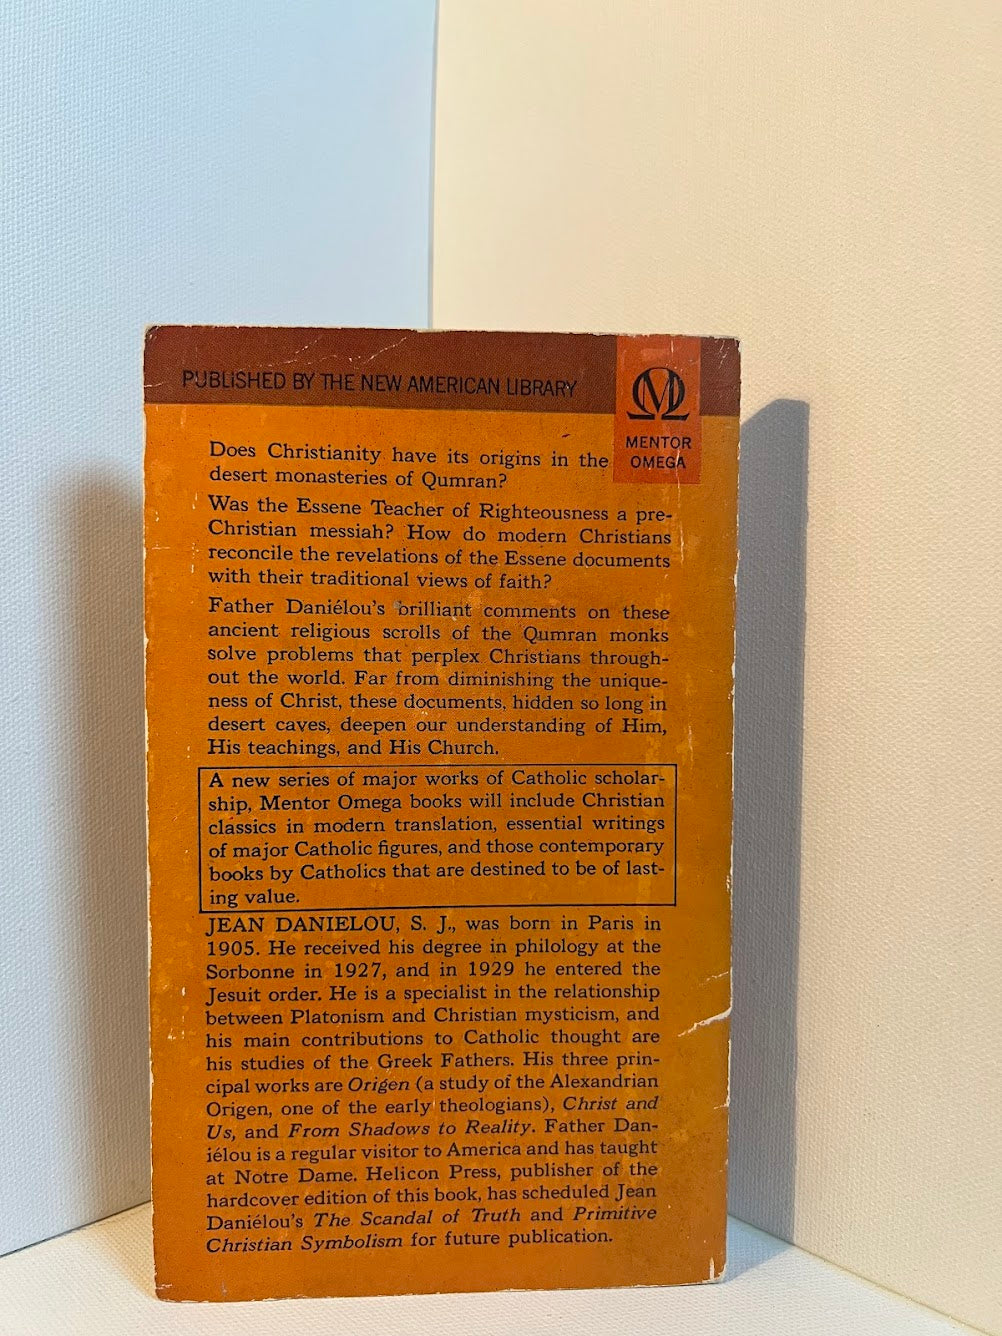 PUBLISHED BY THE NEW AMERICAN LIBRARY
MENTOR
OMEGA
Does Christianity have its origins in the
desert monasteries of Qumran?
Was the Essene Teacher of Righteousness a pre-
Christian messiah? How do modern Christians
reconcile the revelations of the Essene documents
with their traditional views of faith?
Father Daniélou's brilliant comments on these
ancient religious scrolls of the Qumran monks
solve problems that perplex Christians through-
out the world. Far from diminishing the unique-
ness of Christ, these documents, hidden so long in
desert caves, deepen our understanding of Him,
His teachings, and His Church.
A new series of major works of Catholic scholar-
ship, Mentor Omega books will include Christian
classics in modern translation, essential writings
of major Catholic figures, and those contemporary
books by Catholics that are destined to be of last-
ing value.
JEAN DANIELOU, S. J., was born in Paris in
1905. He received his degree in philology at the
Sorbonne in 1927, and in 1929 he entered the
Jesuit order. He is a specialist in the relationship
between Platonism and Christian mysticism, and
his main contributions to Catholic thought are
his studies of the Greek Fathers. His three prin-
cipal works are Origen (a study of the Alexandrian
Origen, one of the early theologians), Christ and
Us, and From Shadows to Reality. Father Dan-
iélou is a regular visitor to America and has taught
at Notre Dame. Helicon Press, publisher of the
hardcover edition of this book, has scheduled Jean
Daniélou's The Scandal of Truth and Primitive
Christian Symbolism for future publication.